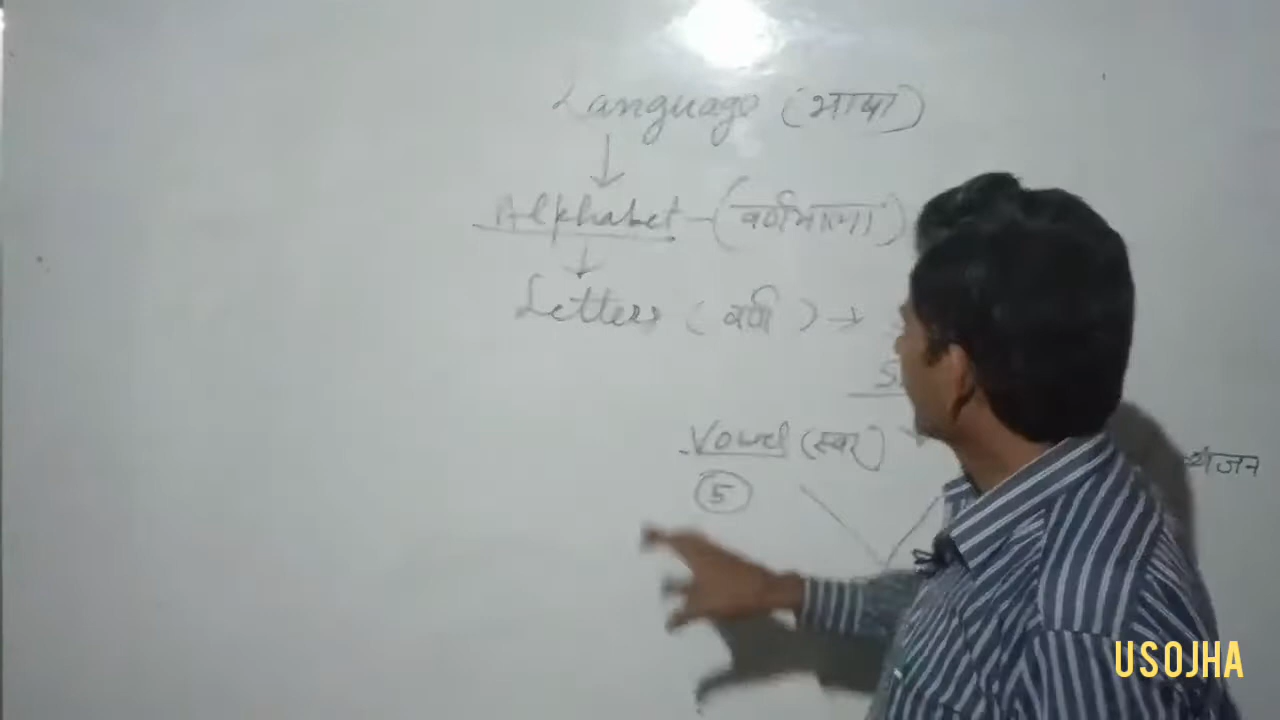 Language (भाषा)
Alphabet - (वर्णमाला)
Letters (वर्ण) →
Vowel (स्वर)
5
USOJHA